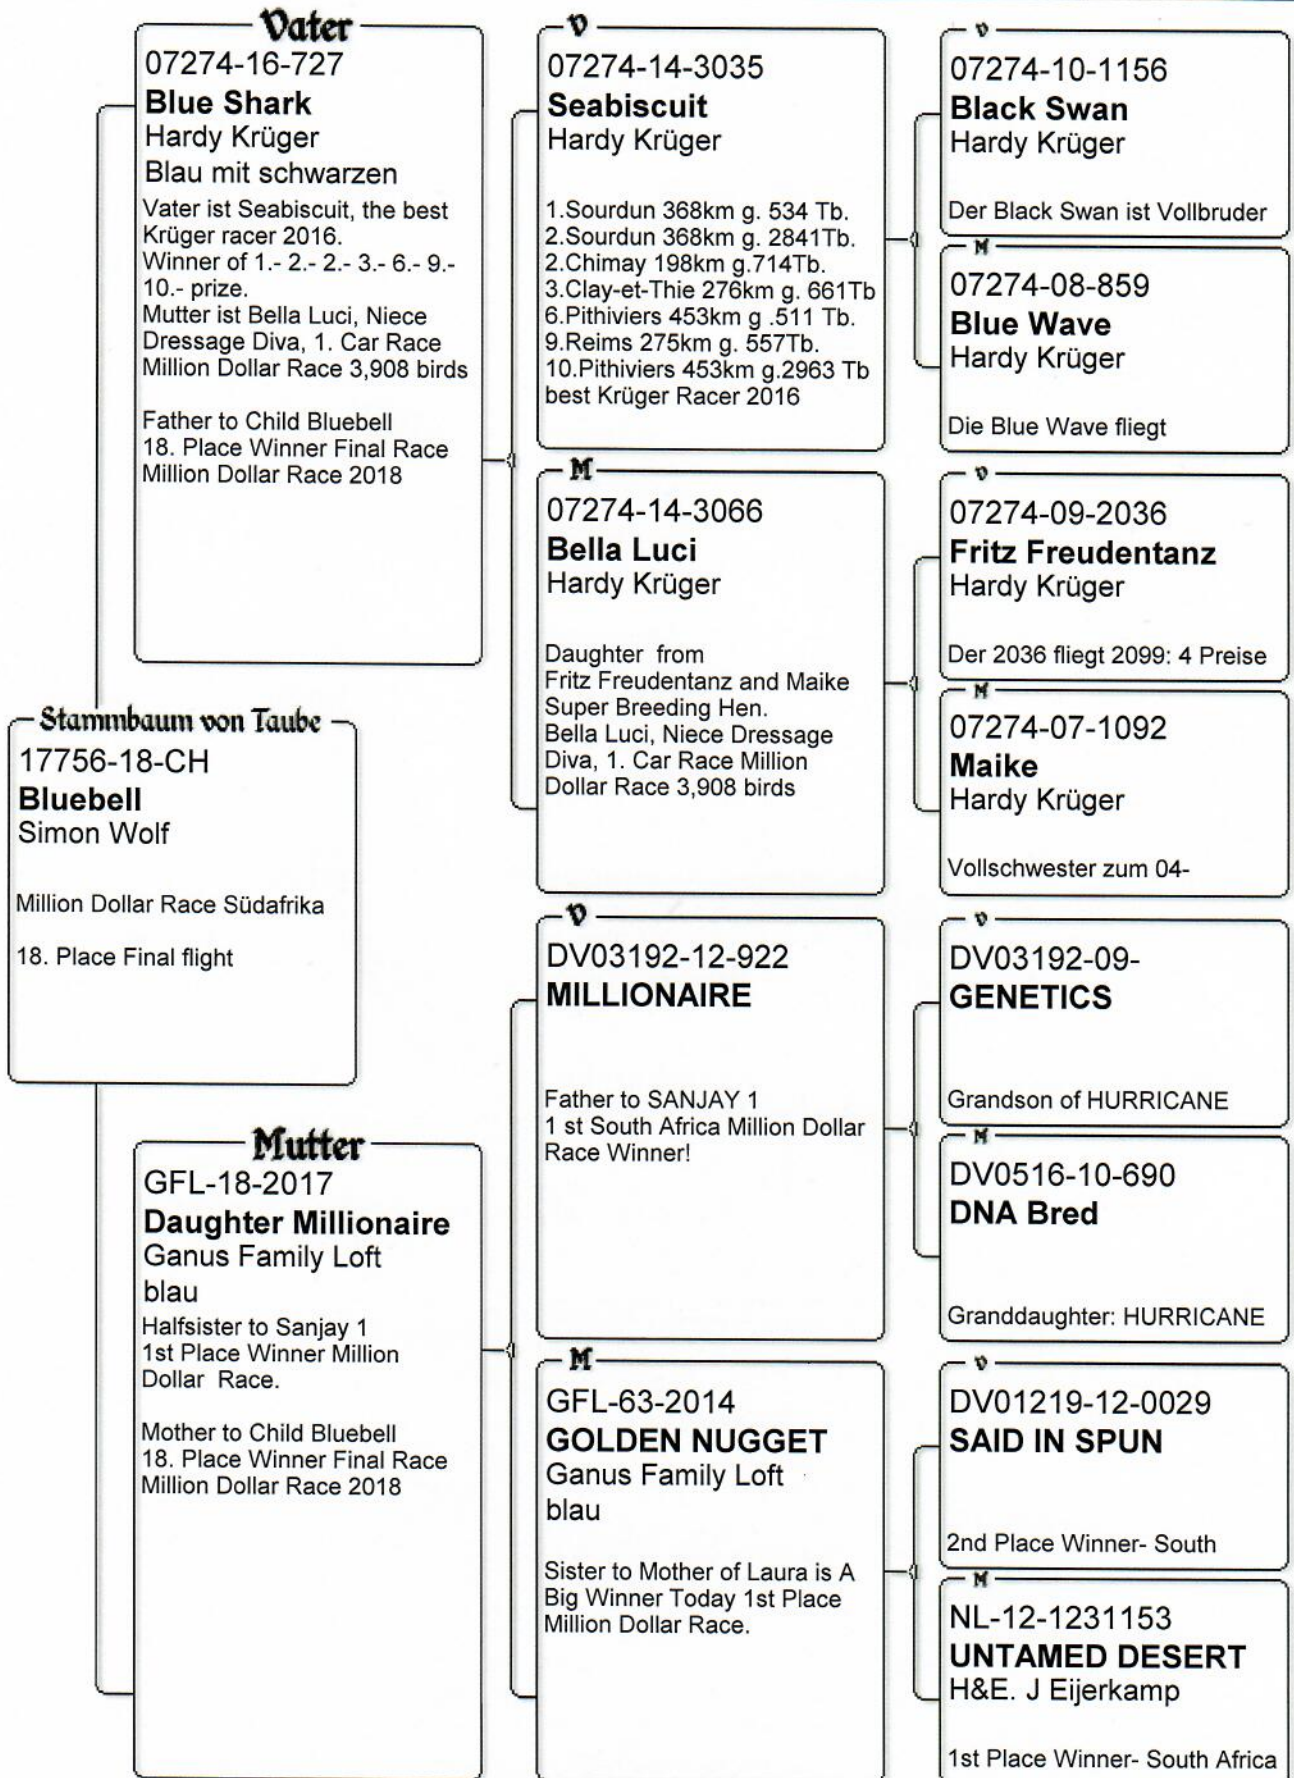 Vater
07274-16-727
Blue Shark
Hardy Krüger
Blau mit schwarzen
Vater ist Seabiscuit, the best
Krüger racer 2016.
Winner of 1.- 2.- 2.- 3.- 6.- 9.-
10.- prize.
Mutter ist Bella Luci, Niece
Dressage Diva, 1. Car Race
Million Dollar Race 3,908 birds
Father to Child Bluebell
18. Place Winner Final Race
Million Dollar Race 2018
Stammbaum von Taube
17756-18-CH
Bluebell
Simon Wolf
Million Dollar Race Südafrika
18. Place Final flight
Mutter
GFL-18-2017
Daughter Millionaire
Ganus Family Loft
blau
Halfsister to Sanjay 1
1st Place Winner Million
Dollar Race.
Mother to Child Bluebell
18. Place Winner Final Race
Million Dollar Race 2018
V
07274-14-3035
Seabiscuit
Hardy Krüger
1.Sourdun 368km g. 534 Tb.
2.Sourdun 368km g. 2841Tb.
2.Chimay 198km g.714Tb.
3.Clay-et-Thie 276km g. 661Tb
6.Pithiviers 453km g .511 Tb.
9.Reims 275km g. 557Tb.
10.Pithiviers 453km g.2963 Tb
best Krüger Racer 2016
M
07274-14-3066
Bella Luci
Hardy Krüger
Daughter from
Fritz Freudentanz and Maike
Super Breeding Hen.
Bella Luci, Niece Dressage
Diva, 1. Car Race Million
Dollar Race 3,908 birds
V
DV03192-12-922
MILLIONAIRE
Father to SANJAY 1
1 st South Africa Million Dollar
Race Winner!
M
GFL-63-2014
GOLDEN NUGGET
Ganus Family Loft
blau
Sister to Mother of Laura is A
Big Winner Today 1st Place
Million Dollar Race.
V
07274-10-1156
Black Swan
Hardy Krüger
Der Black Swan ist Vollbruder
M
07274-08-859
Blue Wave
Hardy Krüger
Die Blue Wave fliegt
V
07274-09-2036
Fritz Freudentanz
Hardy Krüger
Der 2036 fliegt 2099: 4 Preise
M
07274-07-1092
Maike
Hardy Krüger
Vollschwester zum 04-
V
DV03192-09-
GENETICS
Grandson of HURRICANE
M
DV0516-10-690
DNA Bred
Granddaughter: HURRICANE
V
DV01219-12-0029
SAID IN SPUN
2nd Place Winner- South
M
NL-12-1231153
UNTAMED DESERT
H&E. J Eijerkamp
1st Place Winner- South Africa